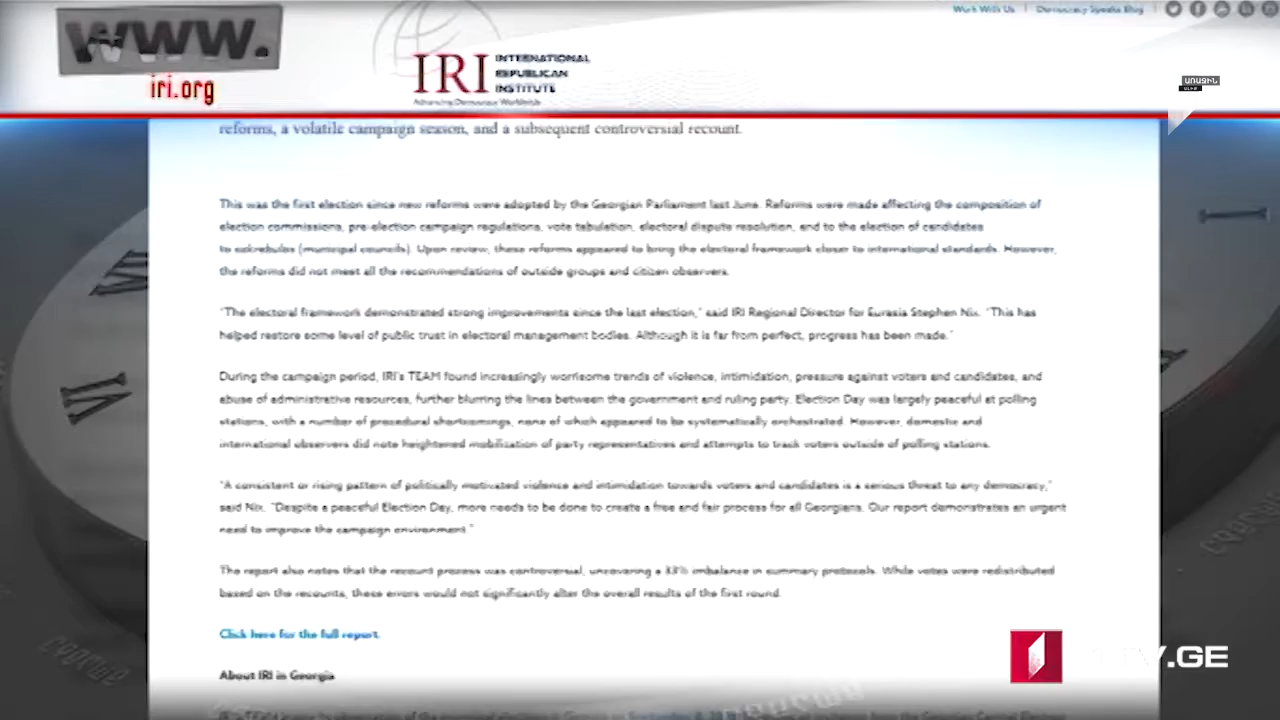 www.
iri.org
IRI INTERNATIONAL
REPUBLICAN
INSTITUTE
Advancing Democracy Worldwide
Work With Us | Democracy Speaks Blog
ԱՌԱՋԻՆ
reforms, a volatile campaign season, and a subsequent controversial recount.
This was the first election since new reforms were adopted by the Georgian Parliament last June. Reforms were made affecting the composition of
election commissions, pre-election campaign regulations, vote tabulation, electoral dispute resolution, and to the election of candidates
to sakrebulos (municipal councils). Upon review, these reforms appeared to bring the electoral framework closer to international standards. However,
the reforms did not meet all the recommendations of outside groups and citizen observers.
"The electoral framework demonstrated strong improvements since the last election," said IRI Regional Director for Eurasia Stephen Nix. "This has
helped restore some level of public trust in electoral management bodies. Although it is far from perfect, progress has been made."
During the campaign period, IRI's TEAM found increasingly worrisome trends of violence, intimidation, pressure against voters and candidates, and
abuse of administrative resources, further blurring the lines between the government and ruling party. Election Day was largely peaceful at polling
stations, with a number of procedural shortcomings, none of which appeared to be systematically orchestrated. However, domestic and
international observers did note heightened mobilization of party representatives and attempts to track voters outside of polling stations.
"A consistent or rising pattern of politically motivated violence and intimidation towards voters and candidates is a serious threat to any democracy,"
said Nix. "Despite a peaceful Election Day, more needs to be done to create a free and fair process for all Georgians. Our report demonstrates an urgent
need to improve the campaign environment."
The report also notes that the recount process was controversial, uncovering a imbalance in summary protocols. While votes were redistributed
based on the recounts, these errors would not significantly alter the overall results of the first round.
Click here for the full report.
About IRI in Georgia
TV.GE